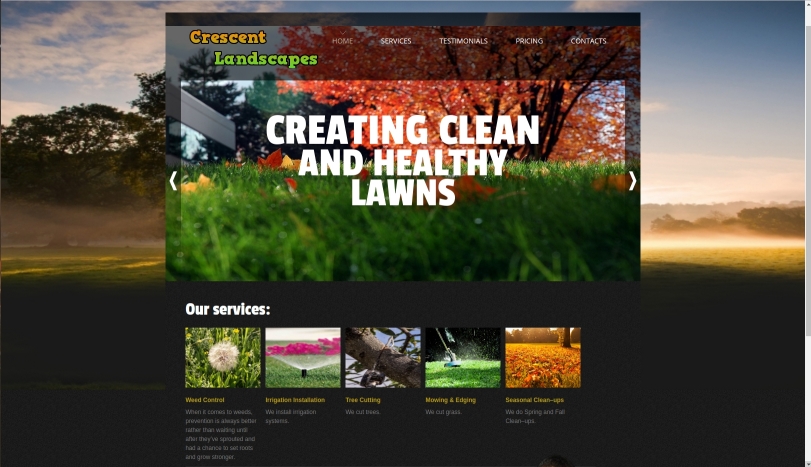 Crescent
Landscapes
HOME
SERVICES
TESTIMONIALS
PRICING
CONTACTS
CREATING CLEAN
AND HEALTHY
LAWNS
Our services:
Weed Control
When it comes to weeds,
prevention is always better
rather than waiting until
after they've sprouted and
had a chance to set roots
and grow stronger.
Irrigation Installation
We install irrigation
systems.
Tree Cutting
We cut trees.
Mowing & Edging
We cut grass.
Seasonal Clean–ups
We do Spring and Fall
Clean–ups.